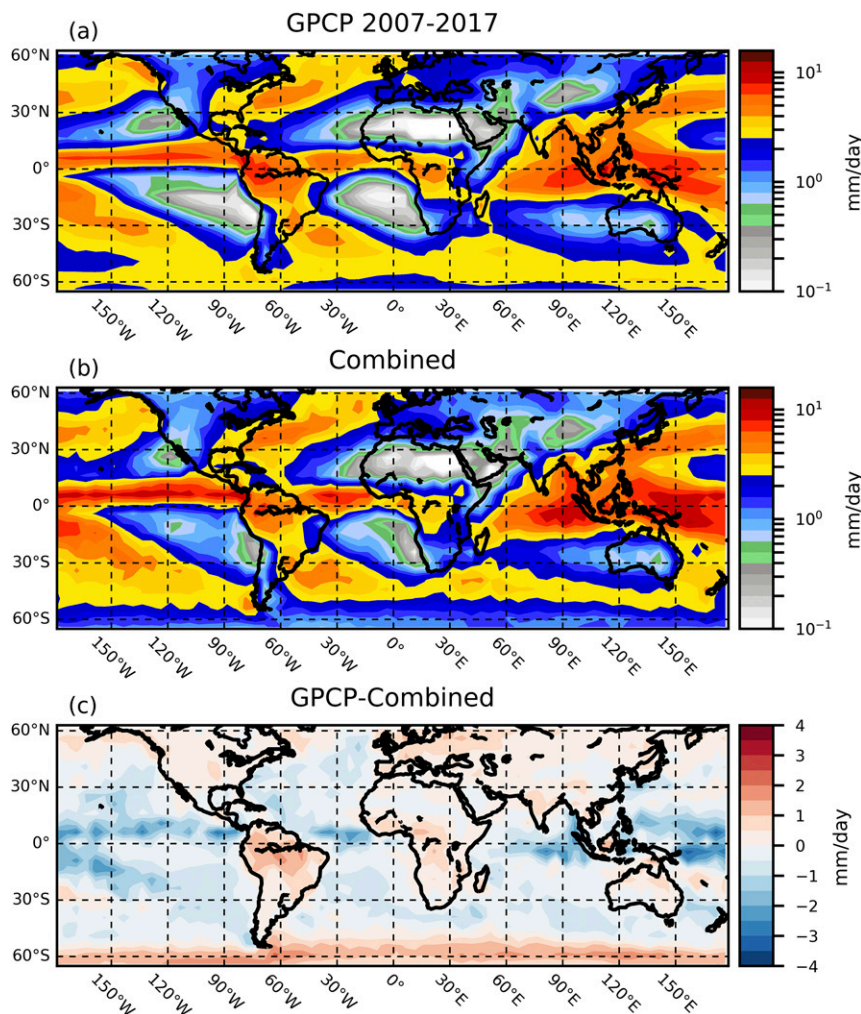 (a)
GPCP 2007-2017
60°N
30°N
0°
30°S
60°S
150°W
120°W
90°W
60°W
30°W
0°
30°E
60°E
90°E
120°E
150°E
10¹
10⁰
10⁻¹
mm/day
(b)
Combined
60°N
30°N
0°
30°S
60°S
150°W
120°W
90°W
60°W
30°W
0°
30°E
60°E
90°E
120°E
150°E
10¹
10⁰
10⁻¹
mm/day
(c)
GPCP-Combined
60°N
30°N
0°
30°S
60°S
150°W
120°W
90°W
60°W
30°W
0°
30°E
60°E
90°E
120°E
150°E
4
3
2
1
0
−1
−2
−3
−4
mm/day